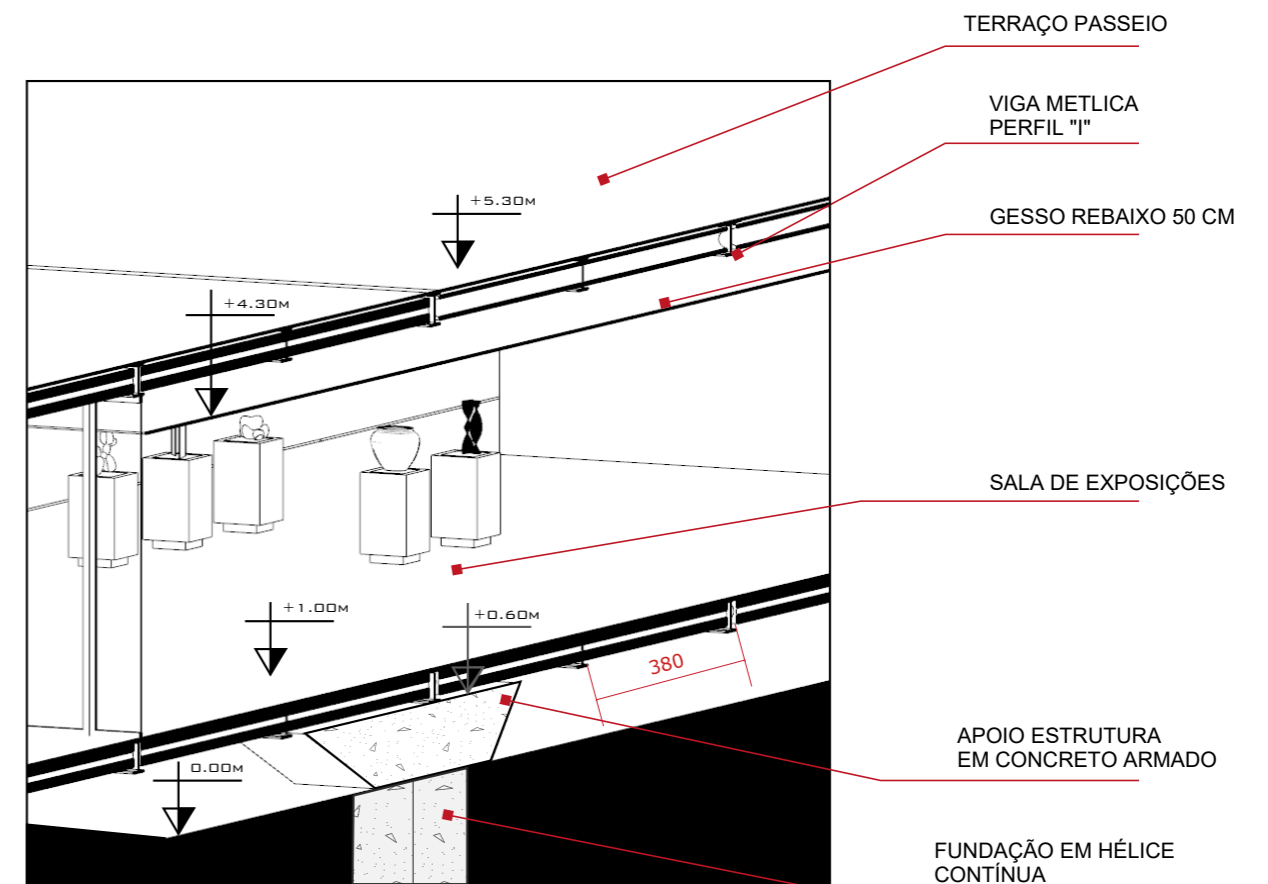 TERRAÇO PASSEIO
VIGA METLICA
PERFIL "I"
+5.30M
GESSO REBAIXO 50 CM
+4.30M
SALA DE EXPOSIÇÕES
+1.00M
+0.60M
380
APOIO ESTRUTURA
EM CONCRETO ARMADO
0.00M
FUNDAÇÃO EM HÉLICE
CONTÍNUA